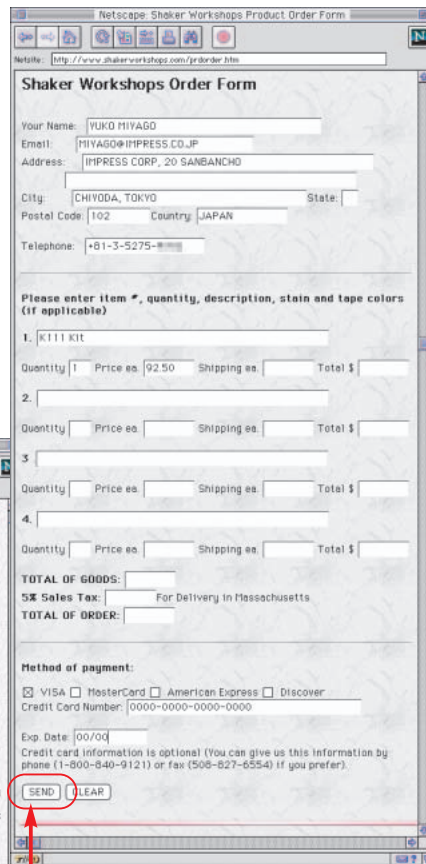 Netscape: Shaker Workshops Product Order Form
Netsite: http://www.shakerworkshops.com/prdorder.htm
Shaker Workshops Order Form
Your Name: YUKO MIYAGO
Email: MIYAGO@IMPRESS.CO.JP
Address: IMPRESS CORP, 20 SANBANCHO
City: CHIYODA, TOKYO State:
Postal Code: 102 Country: JAPAN
Telephone: +81-3-5275-
Please enter item #, quantity, description, stain and tape colors
(if applicable)
1. K111 Kit
Quantity 1 Price ea. 92.50 Shipping ea. Total $
2.
Quantity Price ea. Shipping ea. Total $
3
Quantity Price ea. Shipping ea. Total $
4.
Quantity Price ea. Shipping ea. Total $
TOTAL OF GOODS:
5% Sales Tax: For Delivery in Massachusetts
TOTAL OF ORDER:
Method of payment:
VISA MasterCard American Express Discover
Credit Card Number: 0000-0000-0000-0000
Exp. Date: 00/00
Credit card information is optional (You can give us this information by
phone (1-800-840-9121) or fax (508-827-6554) if you prefer).
SEND CLEAR